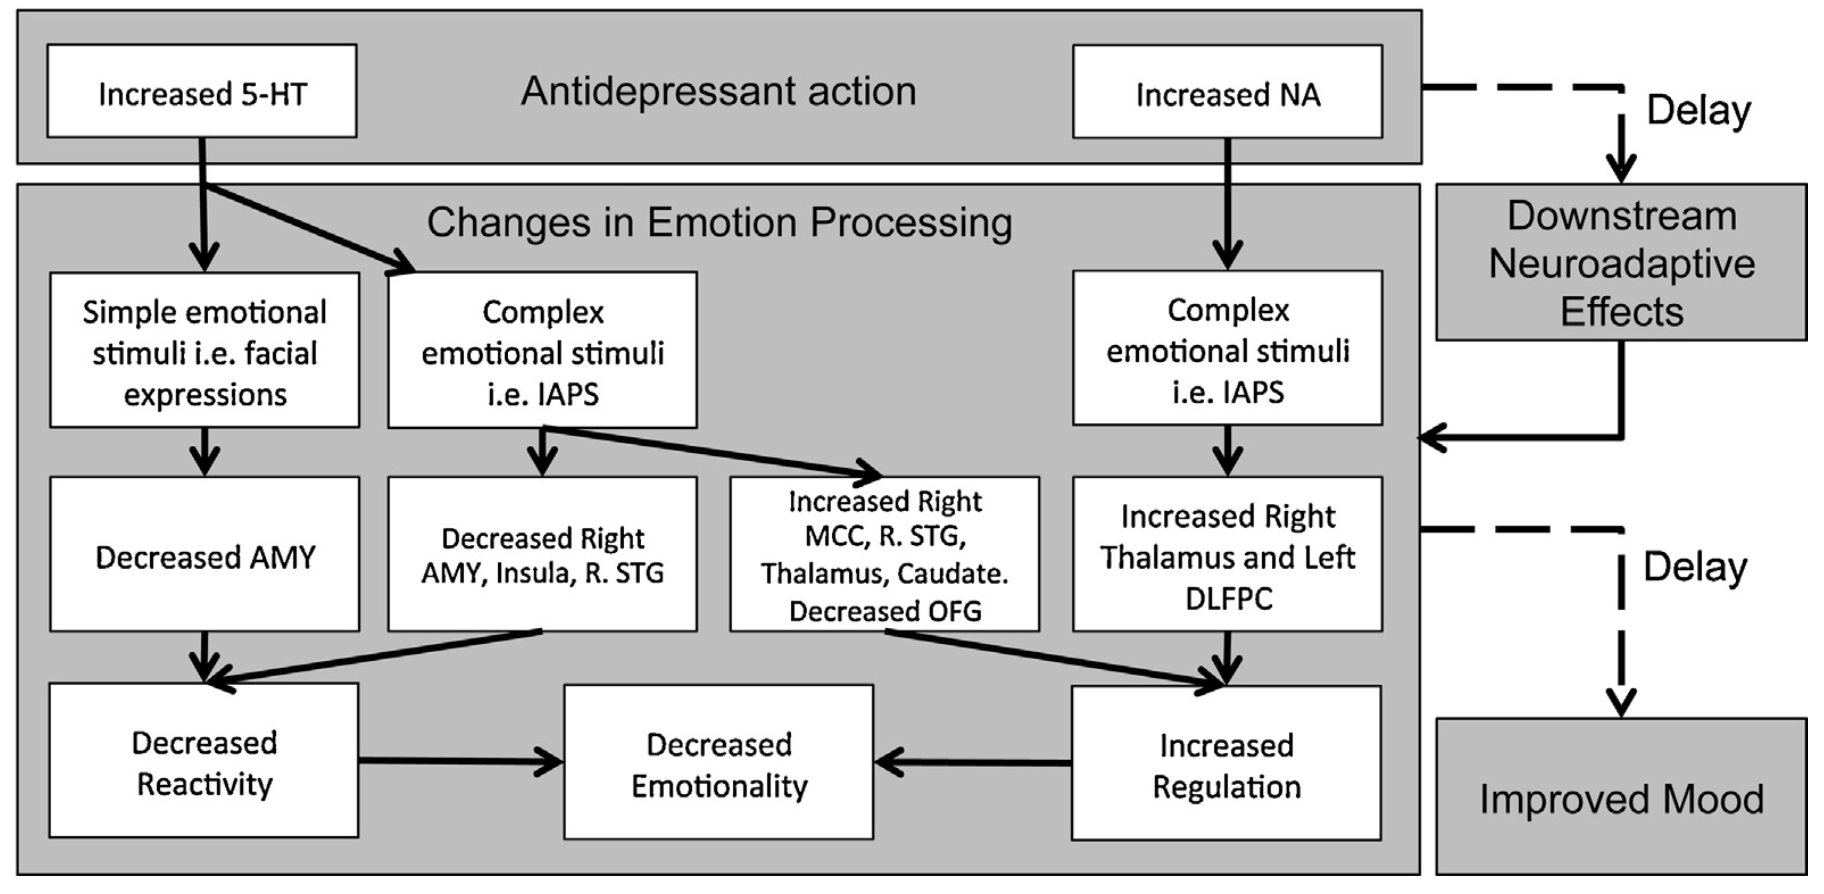 Increased 5-HT
Antidepressant action
Increased NA
Delay
Changes in Emotion Processing
Downstream
Neuroadaptive
Effects
Simple emotional
stimuli i.e. facial
expressions
Complex
emotional stimuli
i.e. IAPS
Complex
emotional stimuli
i.e. IAPS
Decreased AMY
Decreased Right
AMY, Insula, R. STG
Increased Right
MCC, R. STG,
Thalamus, Caudate.
Decreased OFG
Increased Right
Thalamus and Left
DLFPC
Delay
Decreased
Reactivity
Decreased
Emotionality
Increased
Regulation
Improved Mood